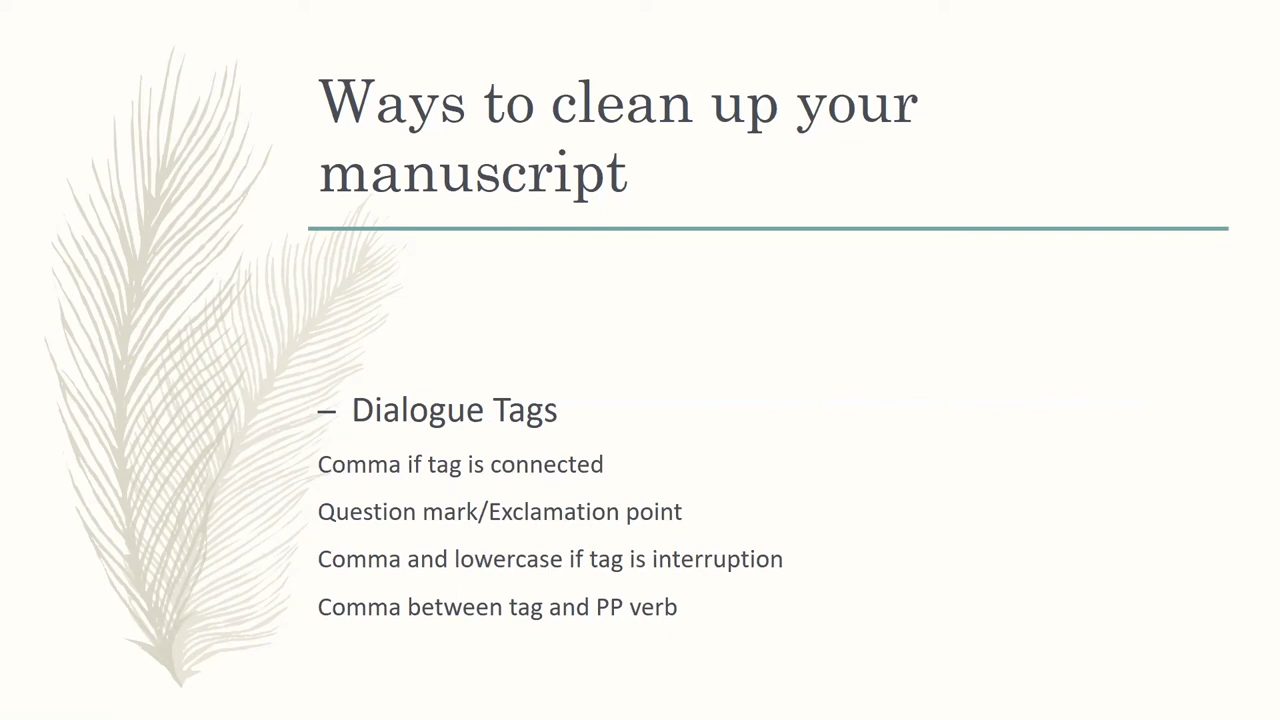 Ways to clean up your
manuscript
– Dialogue Tags
Comma if tag is connected
Question mark/Exclamation point
Comma and lowercase if tag is interruption
Comma between tag and PP verb